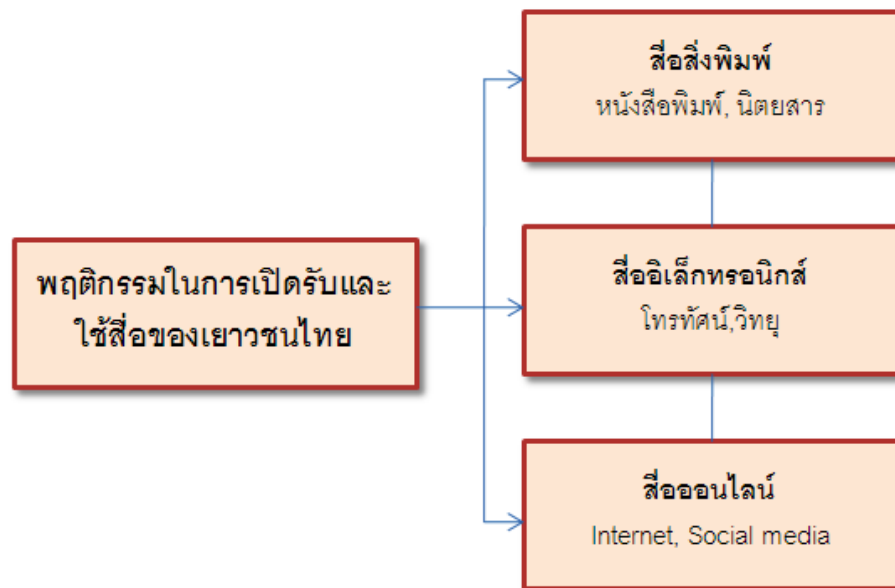 พฤติกรรมในการเปิดรับและ
ใช้สื่อของเยาวชนไทย
สื่อสิ่งพิมพ์
หนังสือพิมพ์, นิตยสาร
สื่ออิเล็กทรอนิกส์
โทรทัศน์,วิทยุ
สื่อออนไลน์
Internet, Social media